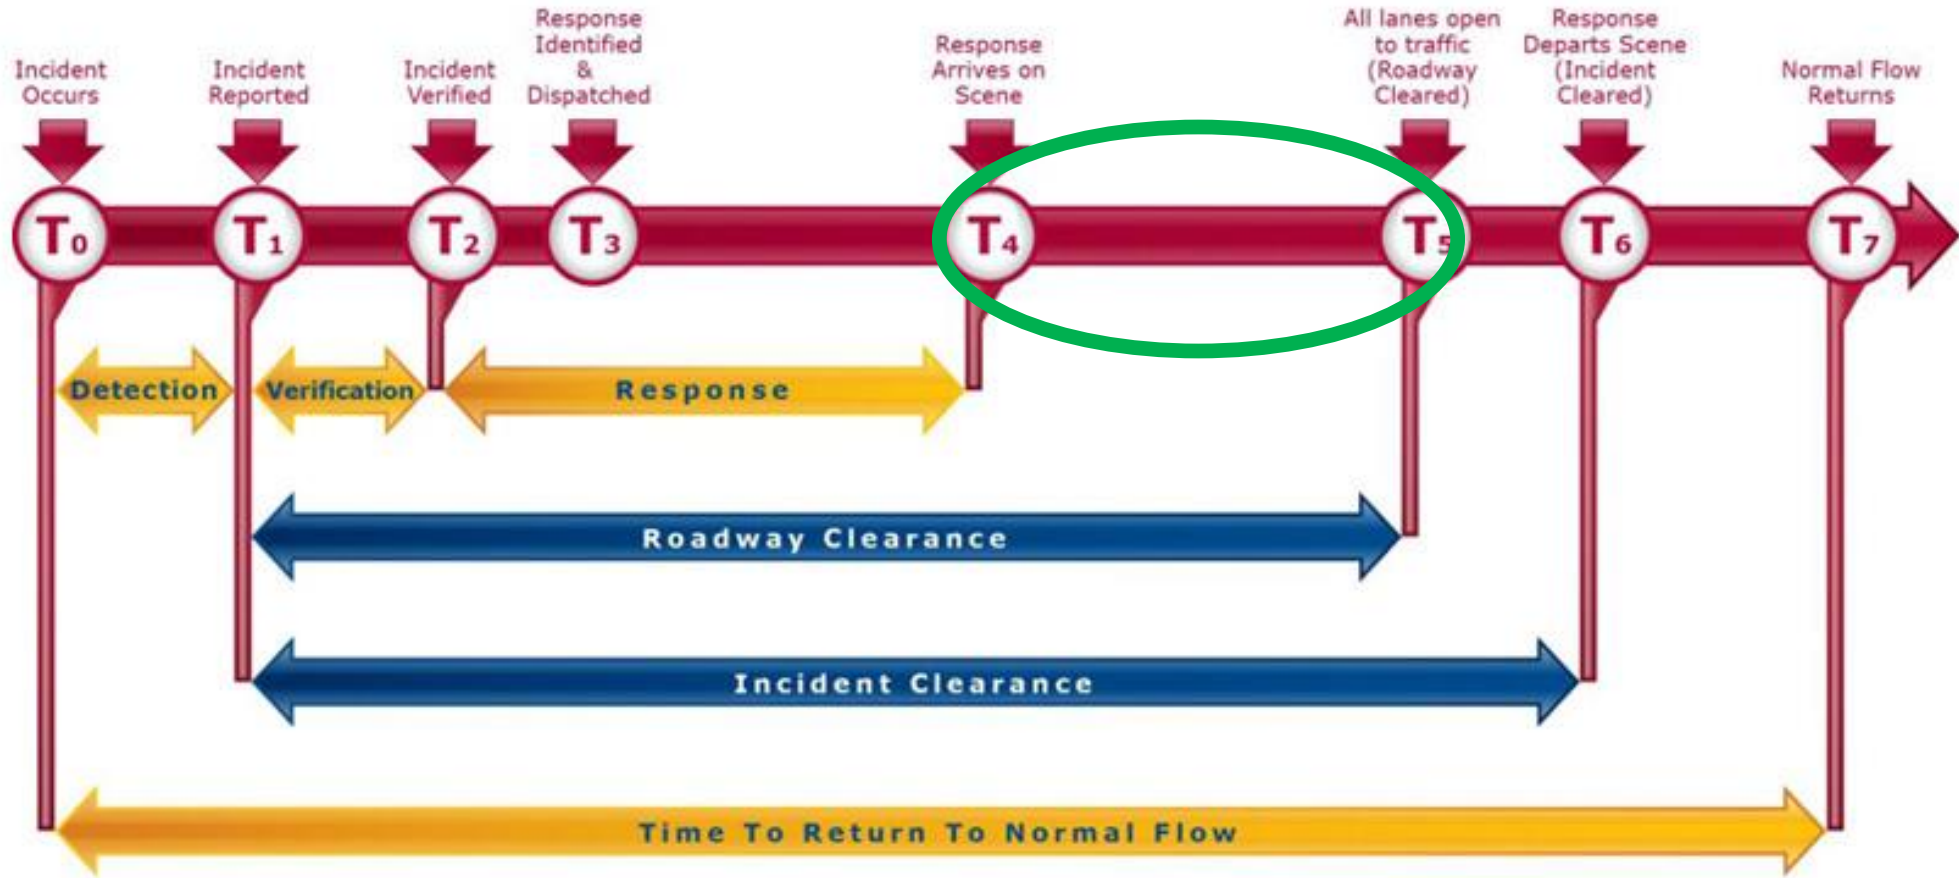 Incident
Occurs
Incident
Reported
Incident
Verified
Response
Identified
&
Dispatched
Response
Arrives on
Scene
All lanes open
to traffic
(Roadway
Cleared)
Response
Departs Scene
(Incident
Cleared)
Normal Flow
Returns
T0
T1
T2
T3
T4
T5
T6
T7
Detection
Verification
Response
Roadway Clearance
Incident Clearance
Time To Return To Normal Flow